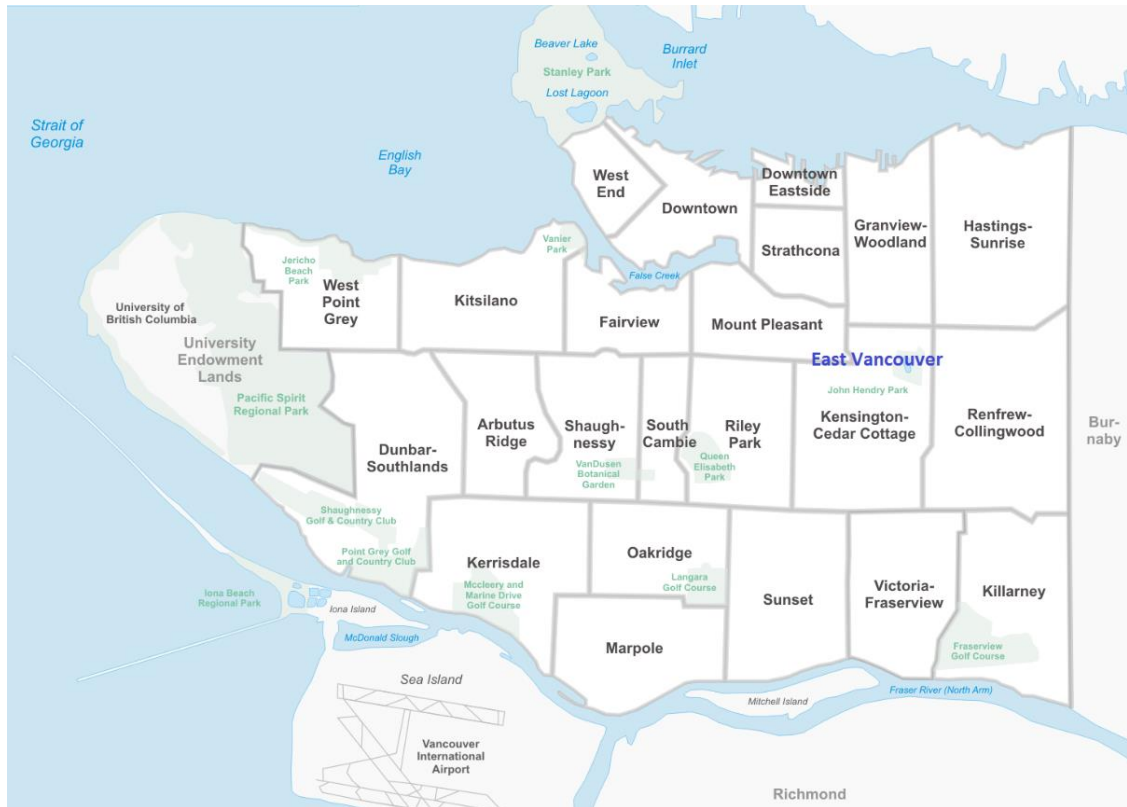 Beaver Lake
Burrard
Inlet
Stanley Park
Lost Lagoon
Strait of
Georgia
English
Bay
West
End
Downtown
Downtown
Eastside
Strathcona
Granview-
Woodland
Hastings-
Sunrise
Vanier
Park
Jericho
Beach
Park
West
Point
Grey
Kitsilano
False Creek
Fairview
Mount Pleasant
University of
British Columbia
University
Endowment
Lands
Pacific Spirit
Regional Park
East Vancouver
John Hendry Park
Kensington-
Cedar Cottage
Renfrew-
Collingwood
Bur-
naby
Dunbar-
Southlands
Arbutus
Ridge
Shaugh-
nessy
VanDusen
Botanical
Garden
South
Cambie
Riley
Park
Queen
Elisabeth
Park
Shaughnessy
Golf & Country Club
Point Grey Golf
and Country Club
Kerrisdale
Mccleery and
Marine Drive
Golf Course
Oakridge
Langara
Golf Course
Sunset
Victoria-
Fraserview
Killarney
Fraserview
Golf Course
Marpole
Iona Beach
Regional Park
Iona Island
McDonald Slough
Sea Island
Mitchell Island
Fraser River (North Arm)
Vancouver
International
Airport
Richmond